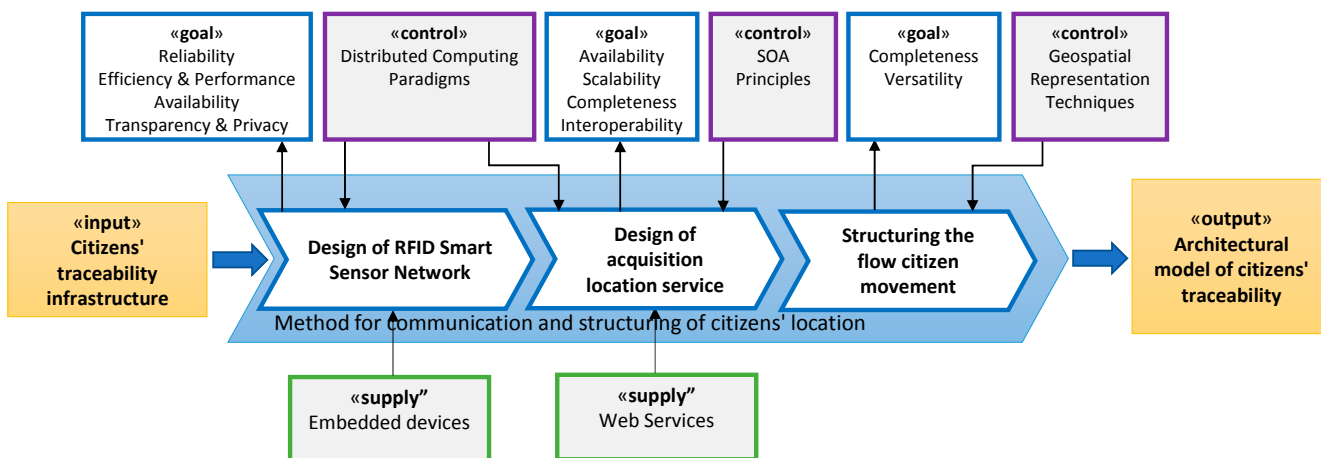 «goal»
Reliability
Efficiency & Performance
Availability
Transparency & Privacy
«control»
Distributed Computing
Paradigms
«goal»
Availability
Scalability
Completeness
Interoperability
«control»
SOA
Principles
«goal»
Completeness
Versatility
«control»
Geospatial
Representation
Techniques
«input»
Citizens'
traceability
infrastructure
Design of RFID Smart
Sensor Network
Design of
acquisition
location service
Structuring the
flow citizen
movement
«output»
Architectural
model of citizens'
traceability
Method for communication and structuring of citizens' location
«supply”
Embedded devices
«supply”
Web Services